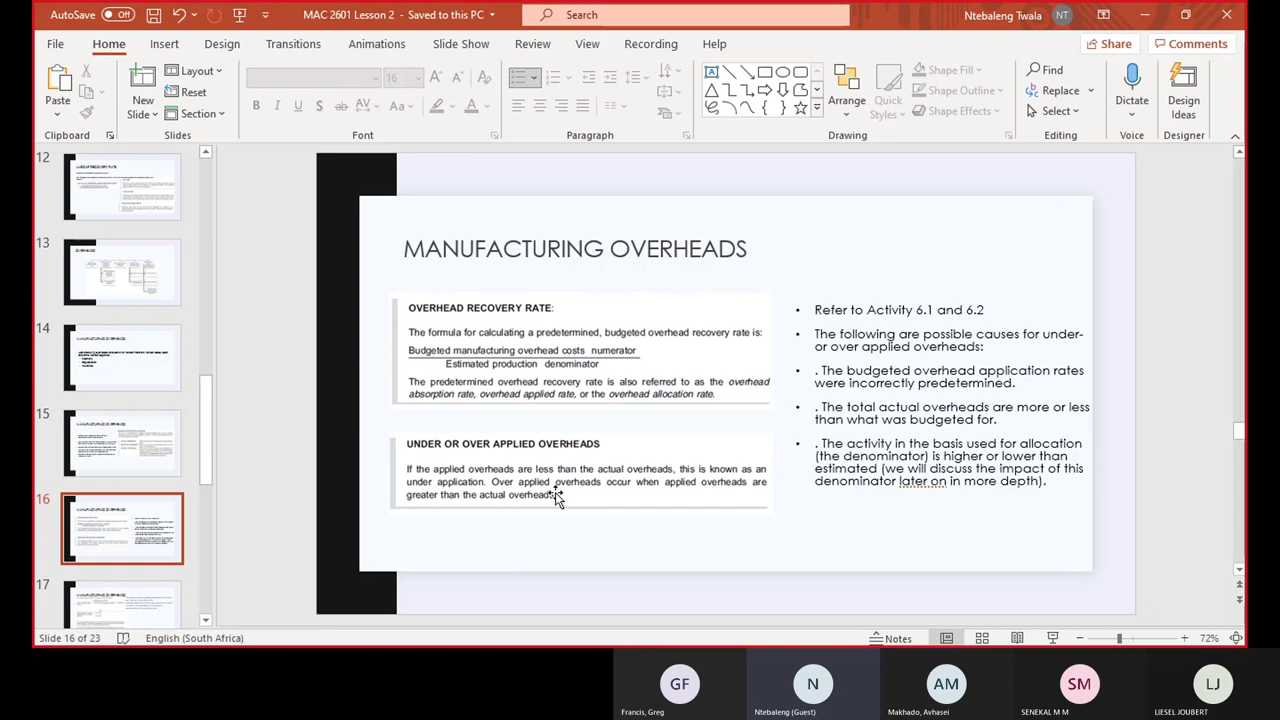 AutoSave Off MAC 2601 Lesson 2 - Saved to this PC Search Ntebaleng Twala NT
File Home Insert Design Transitions Animations Slide Show Review View Recording Help Share Comments
Paste
Clipboard
New Slide
Layout
Reset
Section
Slides
16
Font
Paragraph
Arrange
Quick Styles
Shape Fill
Shape Outline
Shape Effects
Drawing
Find
Replace
Select
Editing
Dictate
Voice
Design Ideas
Designer
12
13
14
15
16
17
MANUFACTURING OVERHEADS
OVERHEAD RECOVERY RATE:
The formula for calculating a predetermined, budgeted overhead recovery rate is:
Budgeted manufacturing overhead costs numerator
Estimated production denominator
The predetermined overhead recovery rate is also referred to as the overhead
absorption rate, overhead applied rate, or the overhead allocation rate.
UNDER OR OVER APPLIED OVERHEADS
If the applied overheads are less than the actual overheads, this is known as an
under application. Over applied overheads occur when applied overheads are
greater than the actual overheads.
• Refer to Activity 6.1 and 6.2
• The following are possible causes for under-
or over applied overheads:
• . The budgeted overhead application rates
were incorrectly predetermined.
• . The total actual overheads are more or less
than what was budgeted for.
• . The activity in the basis used for allocation
(the denominator) is higher or lower than
estimated (we will discuss the impact of this
denominator later on in more depth).
Slide 16 of 23 English (South Africa) Notes 72%
GF N AM SM LJ
Francis, Greg Ntebaleng (Guest) Makhado, Avhasei SENEKAL M M LIESEL JOUBERT